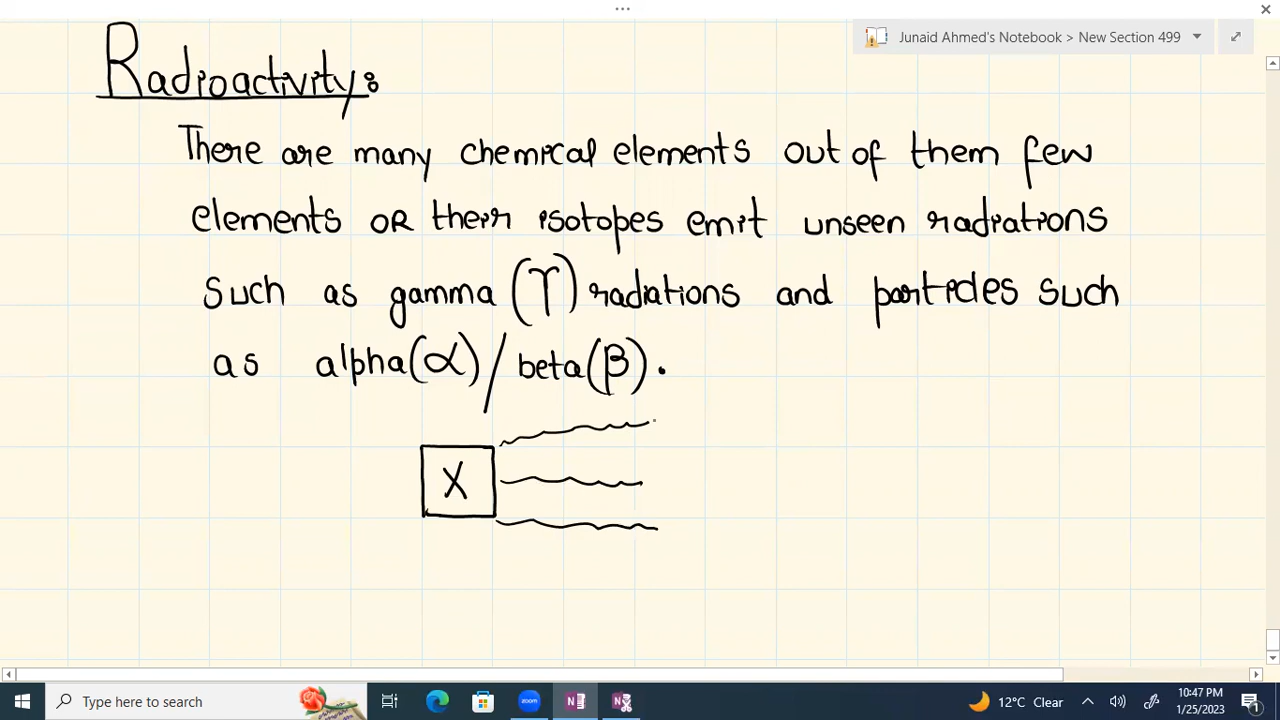 Junaid Ahmed's Notebook > New Section 499
Radioactivity:
There are many chemical elements out of them few
elements OR their isotopes emit unseen radiations
such as gamma (γ) radiations and particles such
as alpha(α)/beta(β).
X
Type here to search
zoom
12°C Clear
10:47 PM
1/25/2023
1